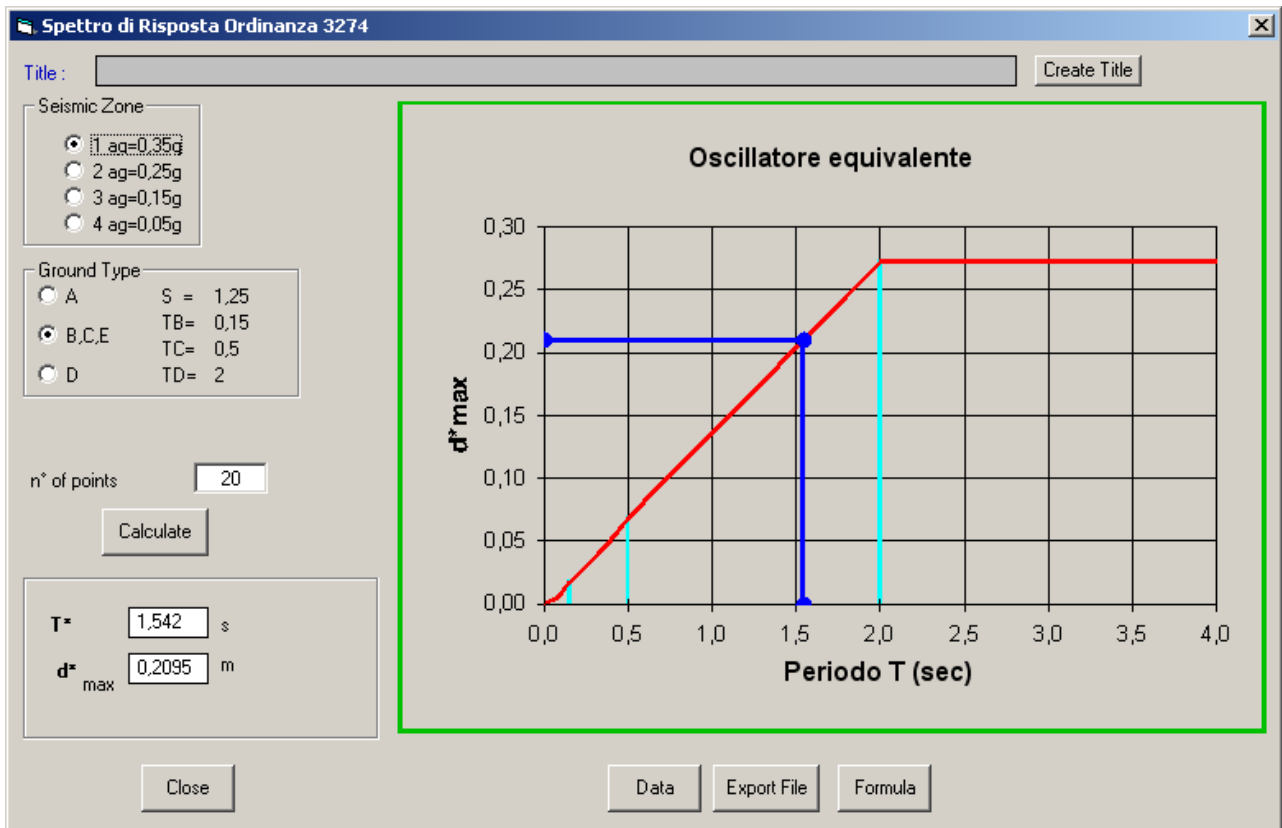 Spettro di Risposta Ordinanza 3274
Title :
Create Title
Seismic Zone
1 ag=0,35g
2 ag=0,25g
3 ag=0,15g
4 ag=0,05g
Ground Type
A
B,C,E
D
S = 1,25
TB= 0,15
TC= 0,5
TD= 2
n° of points 20
Calculate
T* 1,542 s
d* max 0,2095 m
Close
Oscillatore equivalente
d*max
0,30
0,25
0,20
0,15
0,10
0,05
0,00
0,0 0,5 1,0 1,5 2,0 2,5 3,0 3,5 4,0
Periodo T (sec)
Data
Export File
Formula